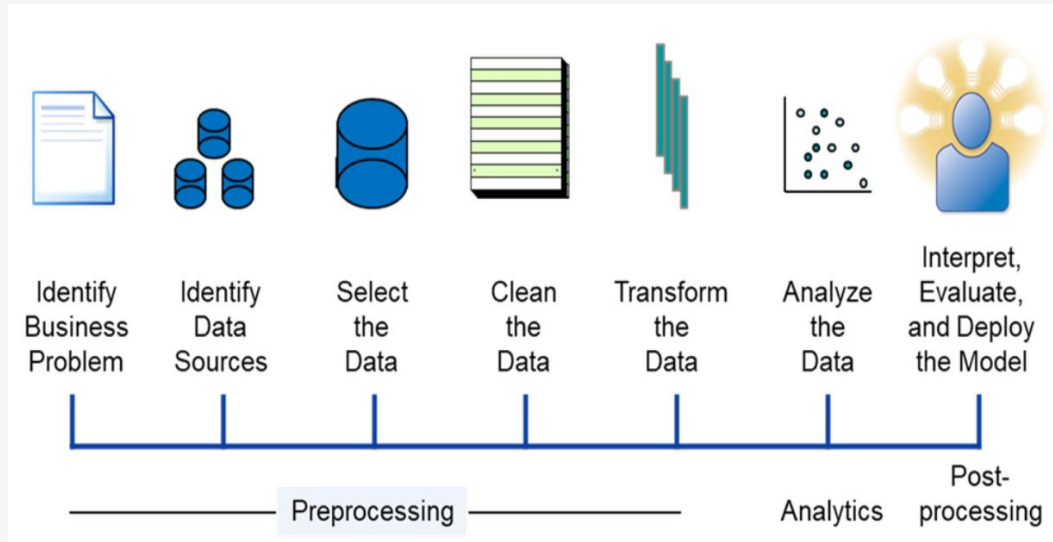 Identify
Business
Problem
Identify
Data
Sources
Select
the
Data
Clean
the
Data
Transform
the
Data
Analyze
the
Data
Interpret,
Evaluate,
and Deploy
the Model
Preprocessing
Analytics
Post-
processing